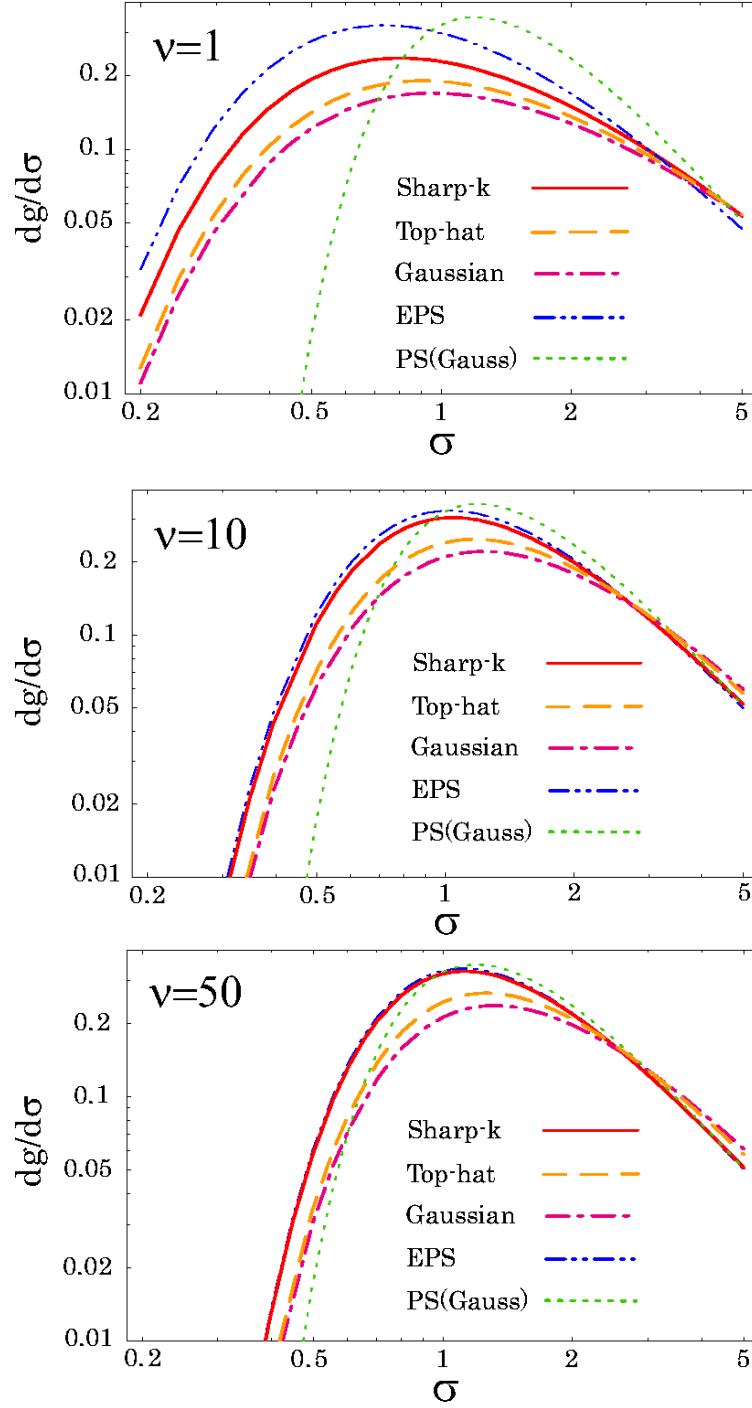 ν=1
dg/dσ
0.2
0.1
0.05
0.02
0.01
Sharp-k
Top-hat
Gaussian
EPS
PS(Gauss)
0.2 0.5 1 2 5
σ
ν=10
dg/dσ
0.2
0.1
0.05
0.02
0.01
Sharp-k
Top-hat
Gaussian
EPS
PS(Gauss)
0.2 0.5 1 2 5
σ
ν=50
dg/dσ
0.2
0.1
0.05
0.02
0.01
Sharp-k
Top-hat
Gaussian
EPS
PS(Gauss)
0.2 0.5 1 2 5
σ